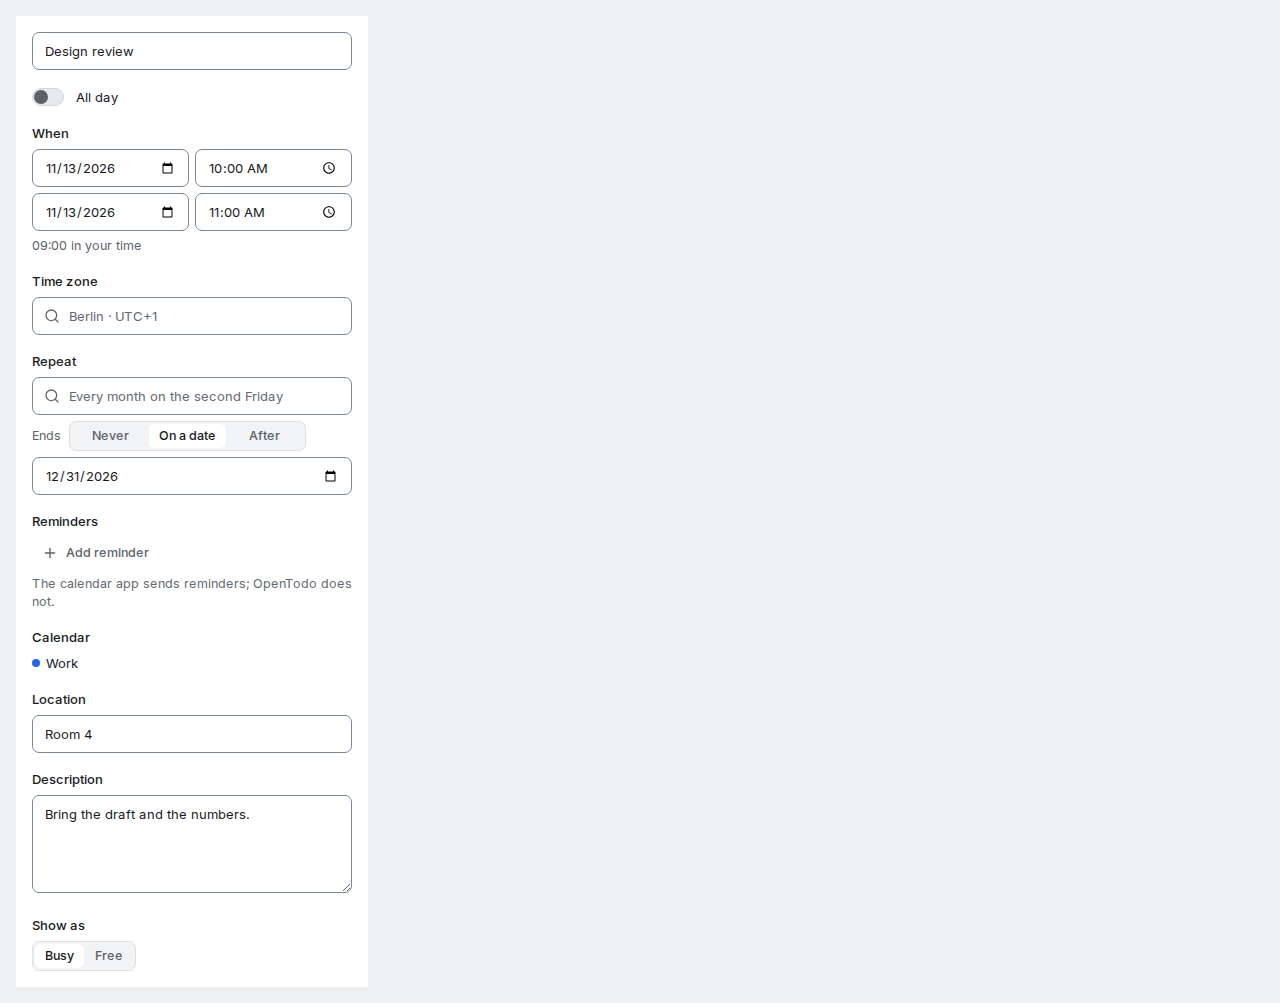 Design review
All day
When
11/13/2026 10:00 AM
11/13/2026 11:00 AM
09:00 in your time
Time zone
Berlin · UTC+1
Repeat
Every month on the second Friday
Ends Never On a date After
12/31/2026
Reminders
Add reminder
The calendar app sends reminders; OpenTodo does
not.
Calendar
Work
Location
Room 4
Description
Bring the draft and the numbers.
Show as
Busy Free